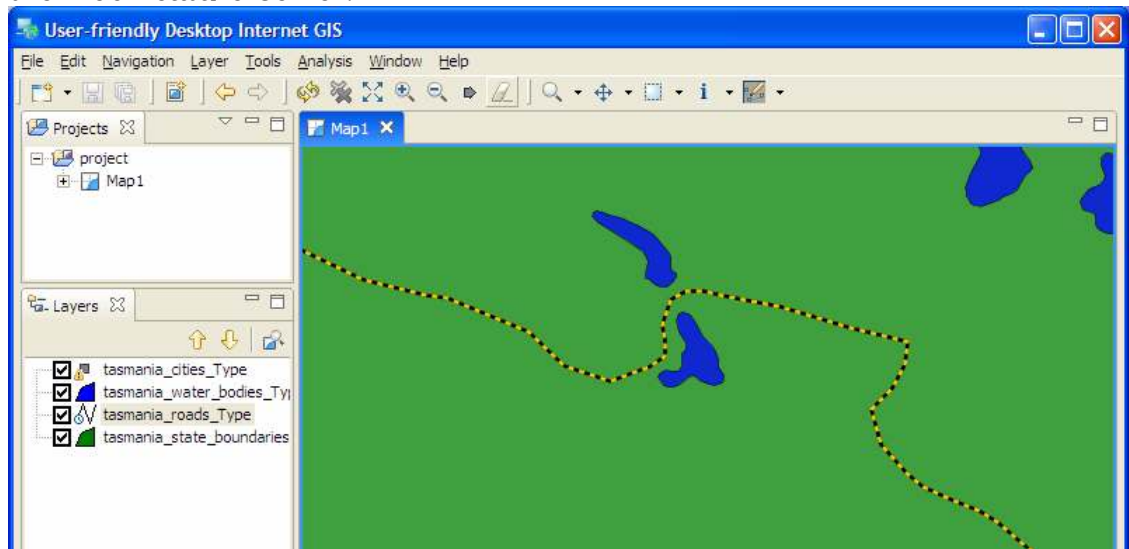 User-friendly Desktop Internet GIS
File Edit Navigation Layer Tools Analysis Window Help
Projects
Map1
project
Map1
Layers
tasmania_cities_Type
tasmania_water_bodies_Ty
tasmania_roads_Type
tasmania_state_boundaries